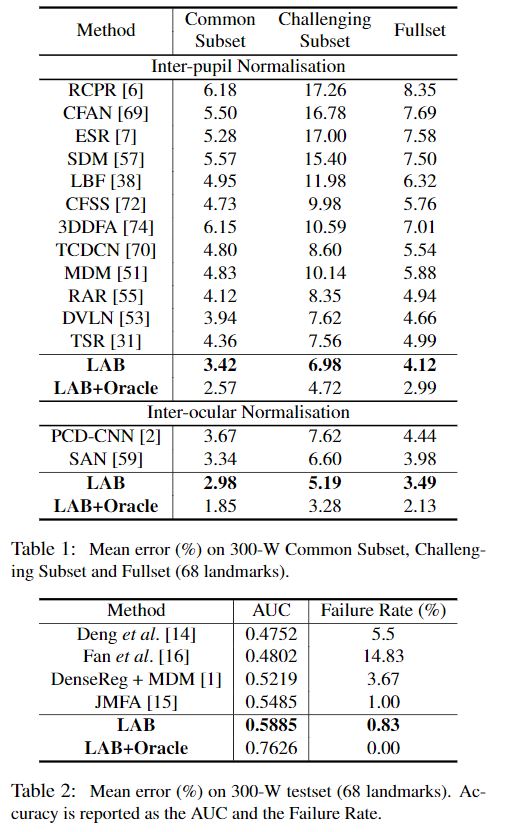 Method Common Subset Challenging Subset Fullset
Inter-pupil Normalisation
RCPR [6] 6.18 17.26 8.35
CFAN [69] 5.50 16.78 7.69
ESR [7] 5.28 17.00 7.58
SDM [57] 5.57 15.40 7.50
LBF [38] 4.95 11.98 6.32
CFSS [72] 4.73 9.98 5.76
3DDFA [74] 6.15 10.59 7.01
TCDCN [70] 4.80 8.60 5.54
MDM [51] 4.83 10.14 5.88
RAR [55] 4.12 8.35 4.94
DVLN [53] 3.94 7.62 4.66
TSR [31] 4.36 7.56 4.99
LAB 3.42 6.98 4.12
LAB+Oracle 2.57 4.72 2.99
Inter-ocular Normalisation
PCD-CNN [2] 3.67 7.62 4.44
SAN [59] 3.34 6.60 3.98
LAB 2.98 5.19 3.49
LAB+Oracle 1.85 3.28 2.13
Table 1: Mean error (%) on 300-W Common Subset, Challeng-
ing Subset and Fullset (68 landmarks).
Method AUC Failure Rate (%)
Deng et al. [14] 0.4752 5.5
Fan et al. [16] 0.4802 14.83
DenseReg + MDM [1] 0.5219 3.67
JMFA [15] 0.5485 1.00
LAB 0.5885 0.83
LAB+Oracle 0.7626 0.00
Table 2: Mean error (%) on 300-W testset (68 landmarks). Ac-
curacy is reported as the AUC and the Failure Rate.